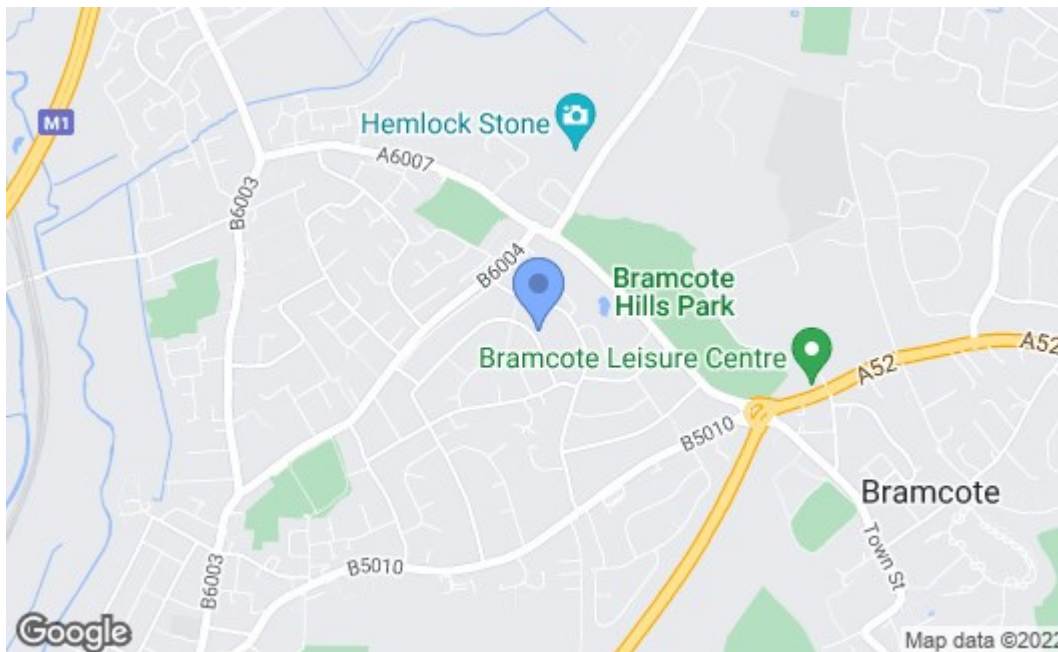 M1
Hemlock Stone
A6007
B6003
B6004
Bramcote
Hills Park
Bramcote Leisure Centre
A52
A52
B5010
Bramcote
Town St
B6003
B5010
Google
Map data ©2022